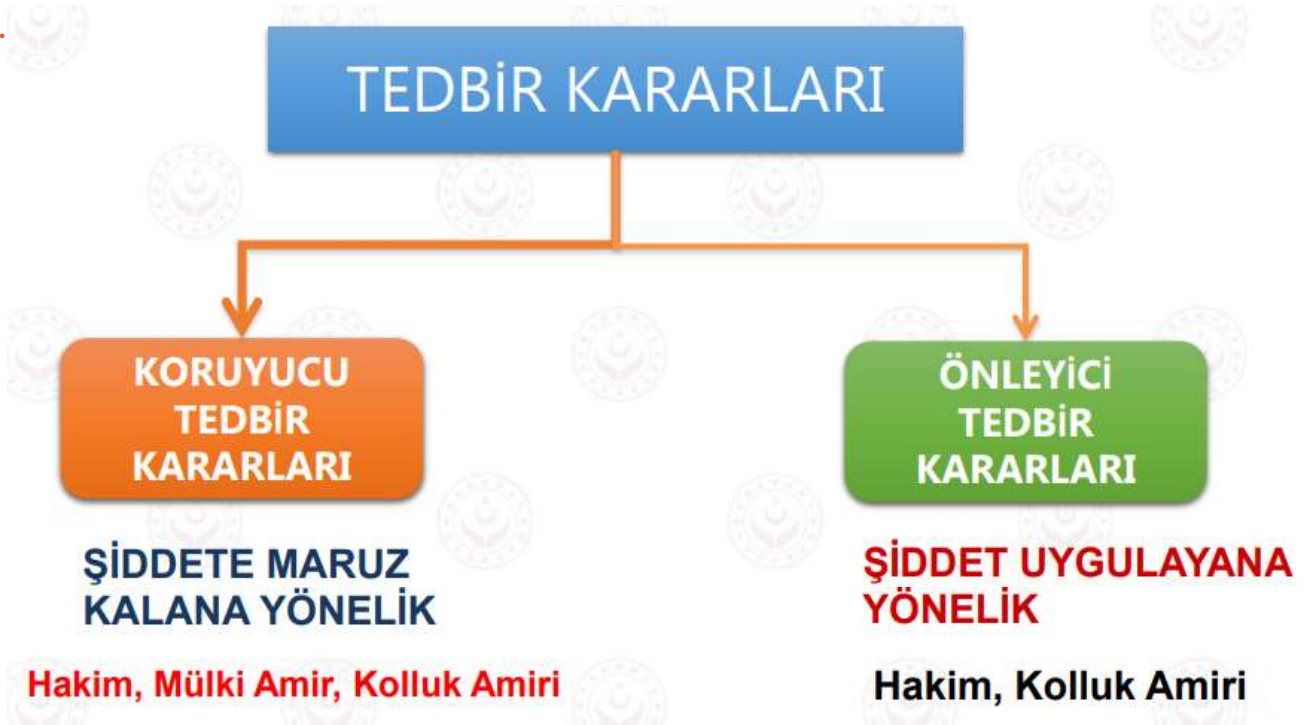 TEDBİR KARARLARI
KORUYUCU
TEDBİR
KARARLARI
ŞİDDETE MARUZ
KALANA YÖNELİK
Hakim, Mülki Amir, Kolluk Amiri
ÖNLEYİCİ
TEDBİR
KARARLARI
ŞİDDET UYGULAYANA
YÖNELİK
Hakim, Kolluk Amiri